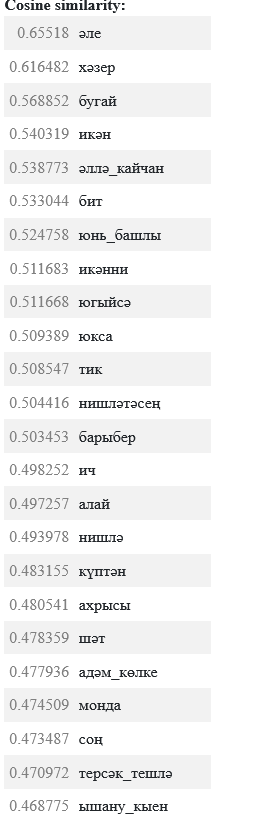 Cosine similarity:
0.65518 әле
0.616482 хәзер
0.568852 бугай
0.540319 икән
0.538773 әллә_кайчан
0.533044 бит
0.524758 юнь_башлы
0.511683 икәнни
0.511668 югыйсә
0.509389 юкса
0.508547 тик
0.504416 нишләтәсең
0.503453 барыбер
0.498252 ич
0.497257 алай
0.493978 нишлә
0.483155 күптән
0.480541 ахрысы
0.478359 шәт
0.477936 адәм_көлке
0.474509 монда
0.473487 соң
0.470972 терсәк_тешлә
0.468775 ышану_кыен